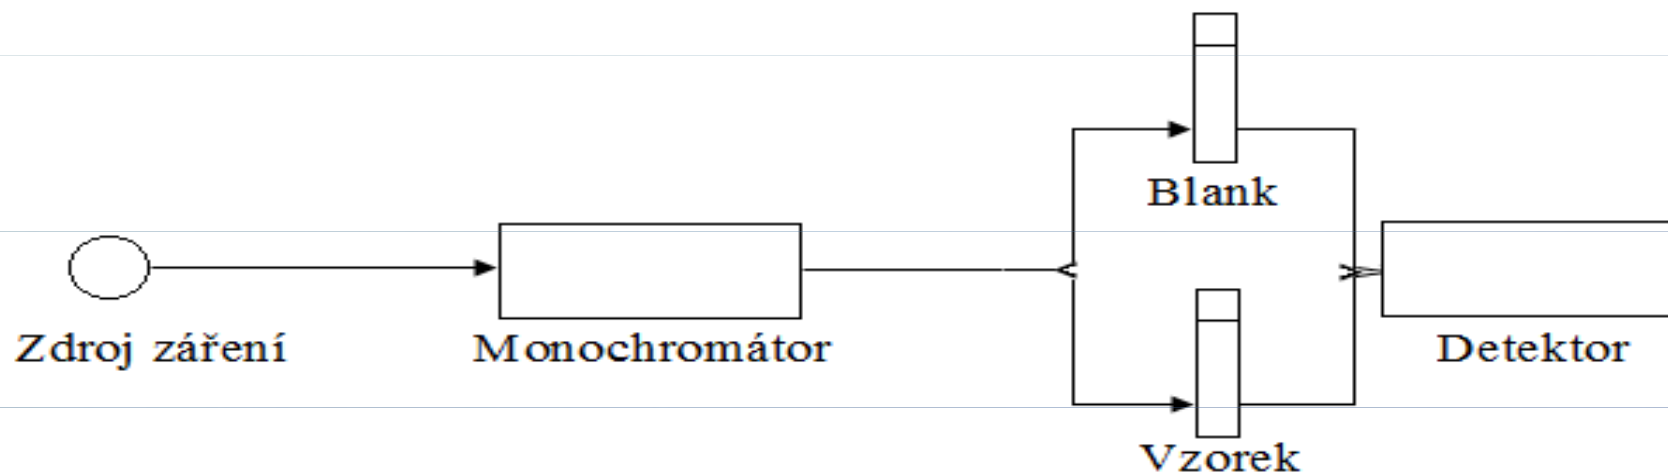 Blank
Zdroj záření
Monochromátor
Detektor
Vzorek